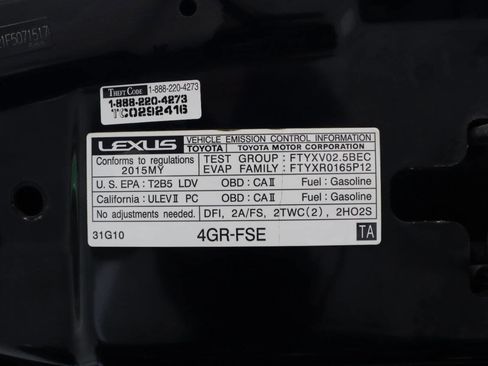 THEFT CODE 1-888-220-4273
1-888-220-4273
TC0292416
LEXUS VEHICLE EMISSION CONTROL INFORMATION
TOYOTA TOYOTA MOTOR CORPORATION
Conforms to regulations
2015MY
TEST GROUP : FTYXV02.5BEC
EVAP FAMILY : FTYXR0165P12
U.S. EPA : T2B5 LDV OBD : CAⅡ Fuel : Gasoline
California : ULEVⅡ PC OBD : CAⅡ Fuel : Gasoline
No adjustments needed. DFI, 2A/FS, 2TWC(2), 2HO2S
31G10 4GR-FSE TA